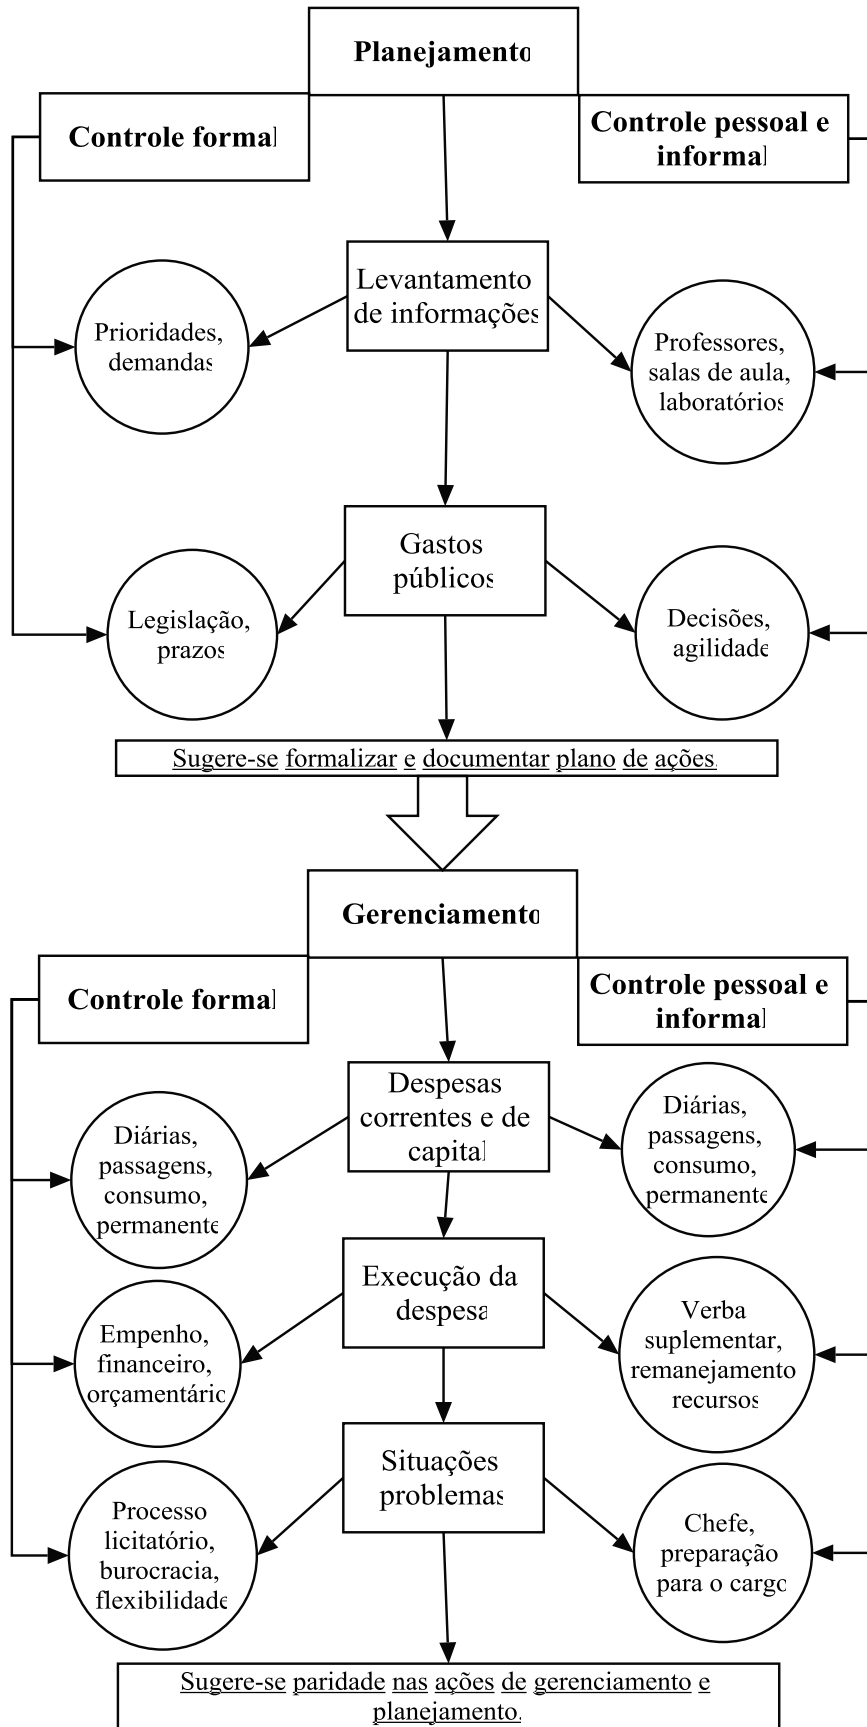 Planejamento
Controle formal
Controle pessoal e
informal
Levantamento
de informações
Prioridades,
demandas
Professores,
salas de aula,
laboratórios
Gastos
públicos
Legislação,
prazos
Decisões,
agilidade
Sugere-se formalizar e documentar plano de ações.
Gerenciamento
Controle formal
Controle pessoal e
informal
Despesas
correntes e de
capital
Diárias,
passagens,
consumo,
permanente
Diárias,
passagens,
consumo,
permanente
Execução da
despesa
Empenho,
financeiro,
orçamentário
Verba
suplementar,
remanejamento
recursos
Situações
problemas
Processo
licitatório,
burocracia,
flexibilidade
Chefe,
preparação
para o cargo
Sugere-se paridade nas ações de gerenciamento e
planejamento.